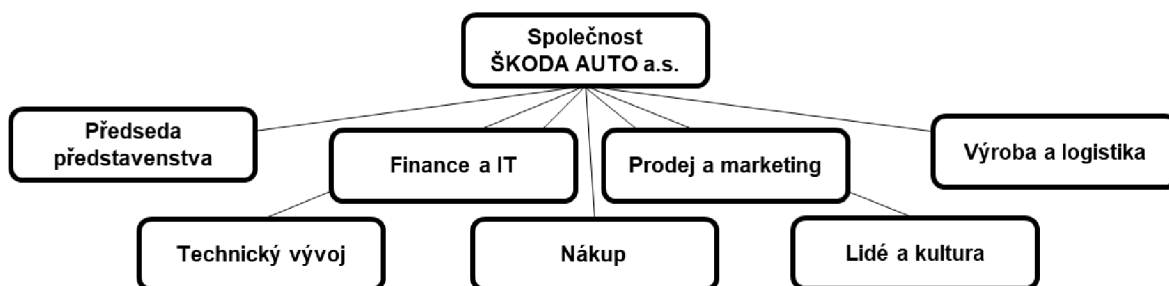 Společnost
ŠKODA AUTO a.s.
Předseda
představenstva
Finance a IT
Prodej a marketing
Výroba a logistika
Technický vývoj
Nákup
Lidé a kultura